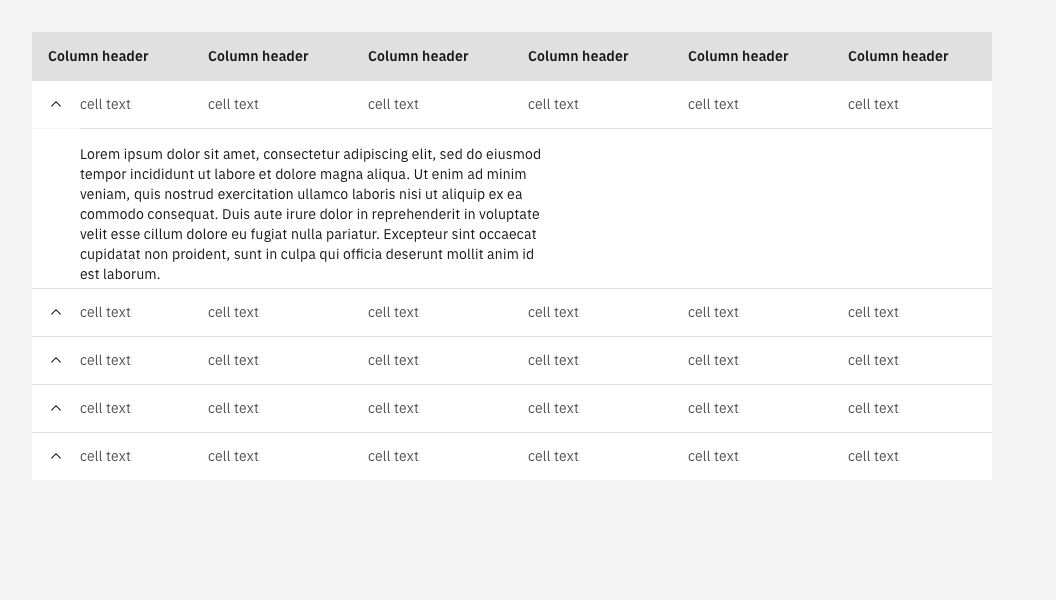 Column header Column header Column header Column header Column header Column header
cell text cell text cell text cell text cell text cell text
Lorem ipsum dolor sit amet, consectetur adipiscing elit, sed do eiusmod
tempor incididunt ut labore et dolore magna aliqua. Ut enim ad minim
veniam, quis nostrud exercitation ullamco laboris nisi ut aliquip ex ea
commodo consequat. Duis aute irure dolor in reprehenderit in voluptate
velit esse cillum dolore eu fugiat nulla pariatur. Excepteur sint occaecat
cupidatat non proident, sunt in culpa qui officia deserunt mollit anim id
est laborum.
cell text cell text cell text cell text cell text cell text
cell text cell text cell text cell text cell text cell text
cell text cell text cell text cell text cell text cell text
cell text cell text cell text cell text cell text cell text